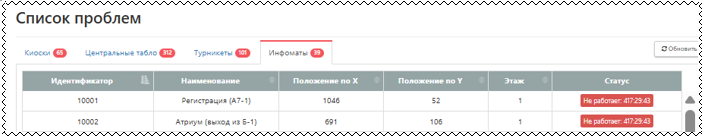 Список проблем
Киоски 65 Центральные табло 312 Турникеты 101 Инфоматы 39 Обновить
Идентификатор Наименование Положение по X Положение по Y Этаж Статус
10001 Регистрация (А7-1) 1046 52 1 Не работает: 417:29:43
10002 Атриум (выход из Б-1) 691 106 1 Не работает: 417:29:43